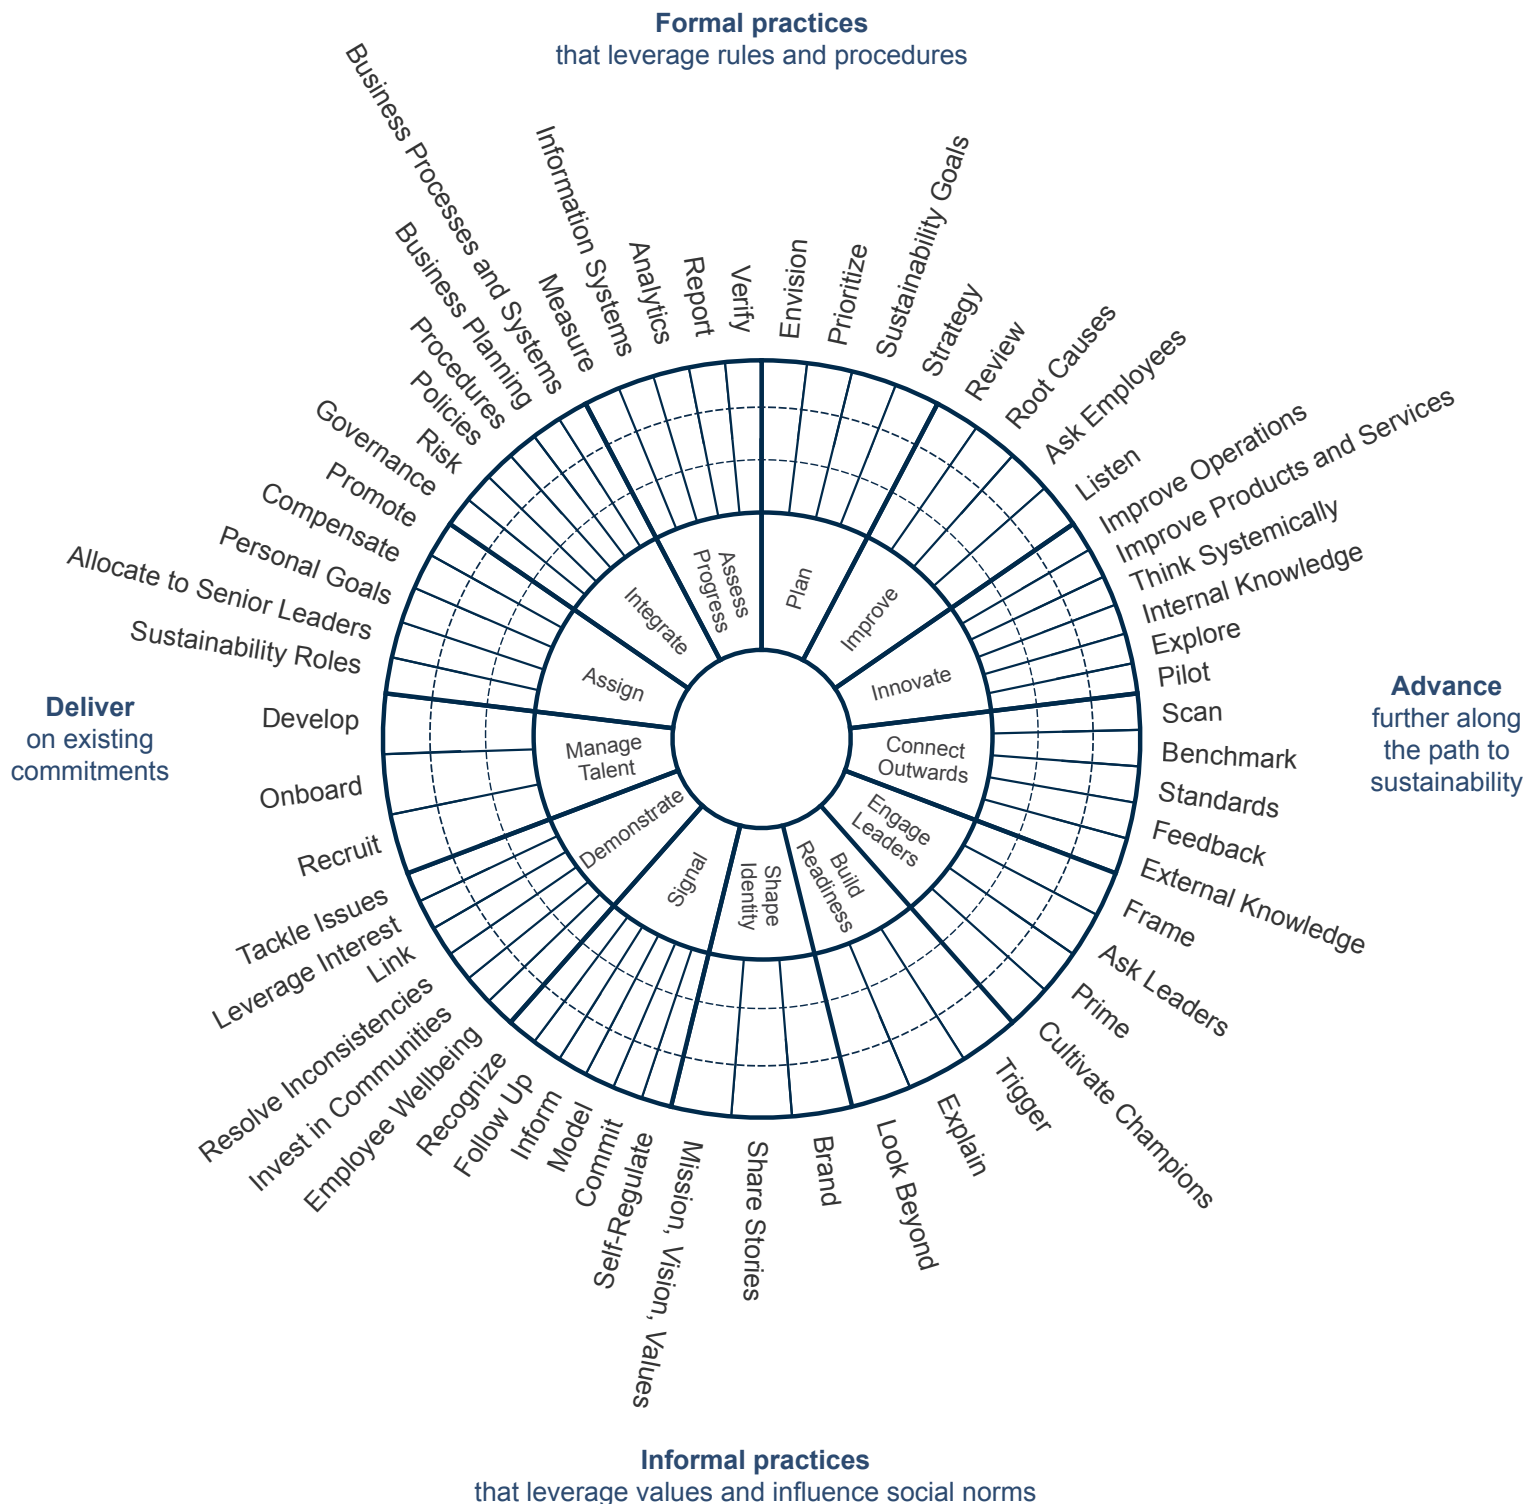 Formal practices
that leverage rules and procedures
Envision
Prioritize
Sustainability Goals
Strategy
Review
Root Causes
Ask Employees
Listen
Improve Operations
Improve Products and Services
Think Systemically
Internal Knowledge
Explore
Pilot
Scan
Benchmark
Standards
Feedback
External Knowledge
Frame
Ask Leaders
Prime
Cultivate Champions
Trigger
Explain
Look Beyond
Brand
Share Stories
Mission, Vision, Values
Self-Regulate
Commit
Model
Inform
Follow Up
Recognize
Employee Wellbeing
Invest in Communities
Resolve Inconsistencies
Link
Leverage Interest
Tackle Issues
Recruit
Onboard
Develop
Sustainability Roles
Allocate to Senior Leaders
Personal Goals
Compensate
Promote
Governance
Risk
Policies
Procedures
Business Planning
Business Processes and Systems
Measure
Information Systems
Analytics
Report
Verify
Plan
Improve
Innovate
Connect
Outwards
Engage
Leaders
Build
Readiness
Shape
Identity
Signal
Demonstrate
Manage
Talent
Assign
Integrate
Assess
Progress
Deliver
on existing
commitments
Advance
further along
the path to
sustainability
Informal practices
that leverage values and influence social norms